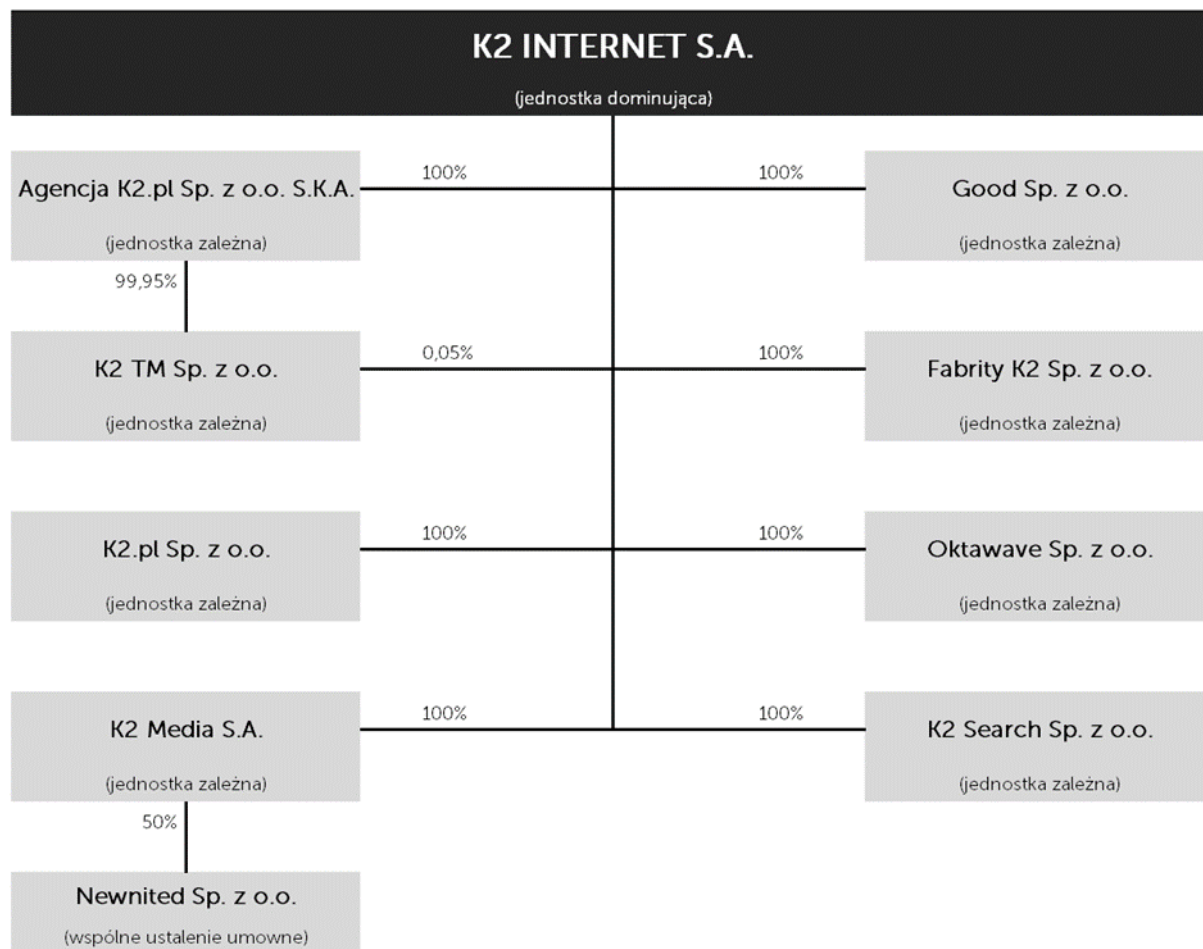 K2 INTERNET S.A.
(jednostka dominująca)
100%
100%
Agencja K2.pl Sp. z o.o. S.K.A.
(jednostka zależna)
Good Sp. z o.o.
(jednostka zależna)
99,95%
0,05%
100%
K2 TM Sp. z o.o.
(jednostka zależna)
Fabrity K2 Sp. z o.o.
(jednostka zależna)
100%
100%
K2.pl Sp. z o.o.
(jednostka zależna)
Oktawave Sp. z o.o.
(jednostka zależna)
100%
100%
K2 Media S.A.
(jednostka zależna)
K2 Search Sp. z o.o.
(jednostka zależna)
50%
Newnited Sp. z o.o.
(wspólne ustalenie umowne)